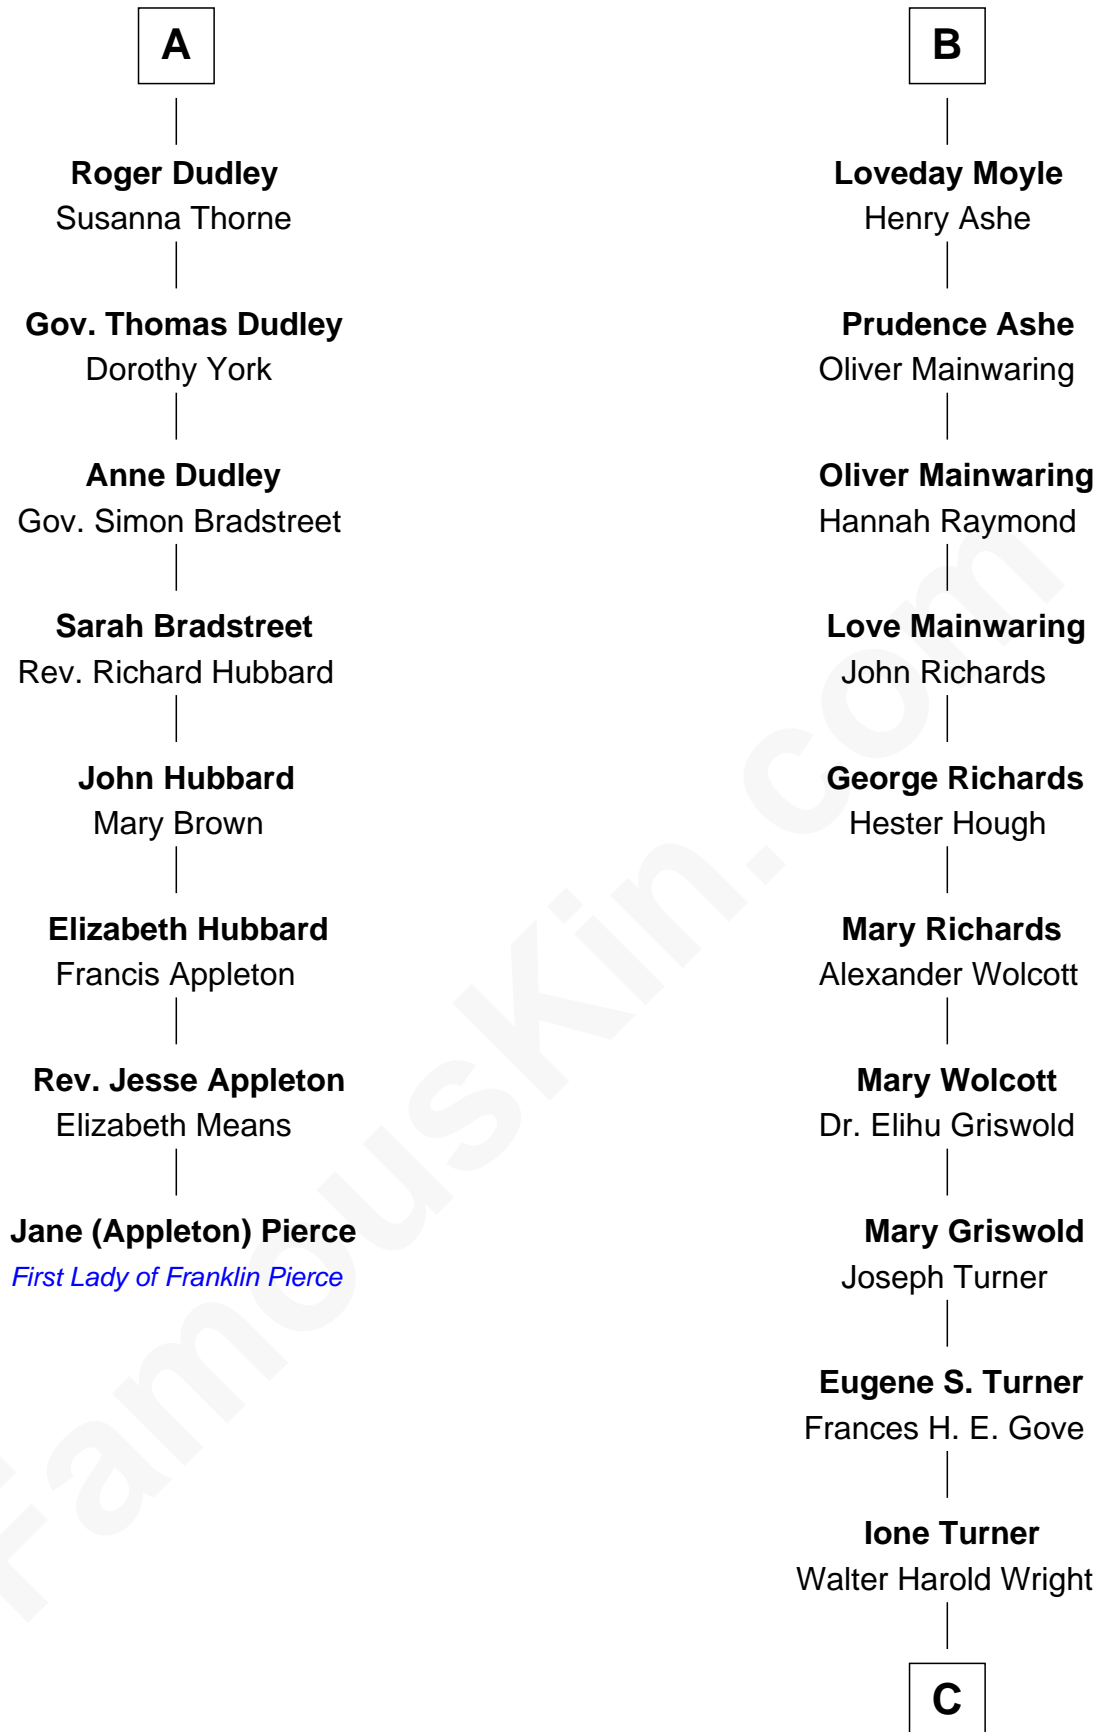 A
Roger Dudley
Susanna Thorne
Gov. Thomas Dudley
Dorothy York
Anne Dudley
Gov. Simon Bradstreet
Sarah Bradstreet
Rev. Richard Hubbard
John Hubbard
Mary Brown
Elizabeth Hubbard
Francis Appleton
Rev. Jesse Appleton
Elizabeth Means
Jane (Appleton) Pierce
First Lady of Franklin Pierce
B
Loveday Moyle
Henry Ashe
Prudence Ashe
Oliver Mainwaring
Oliver Mainwaring
Hannah Raymond
Love Mainwaring
John Richards
George Richards
Hester Hough
Mary Richards
Alexander Wolcott
Mary Wolcott
Dr. Elihu Griswold
Mary Griswold
Joseph Turner
Eugene S. Turner
Frances H. E. Gove
Ione Turner
Walter Harold Wright
C
FamousKin.com